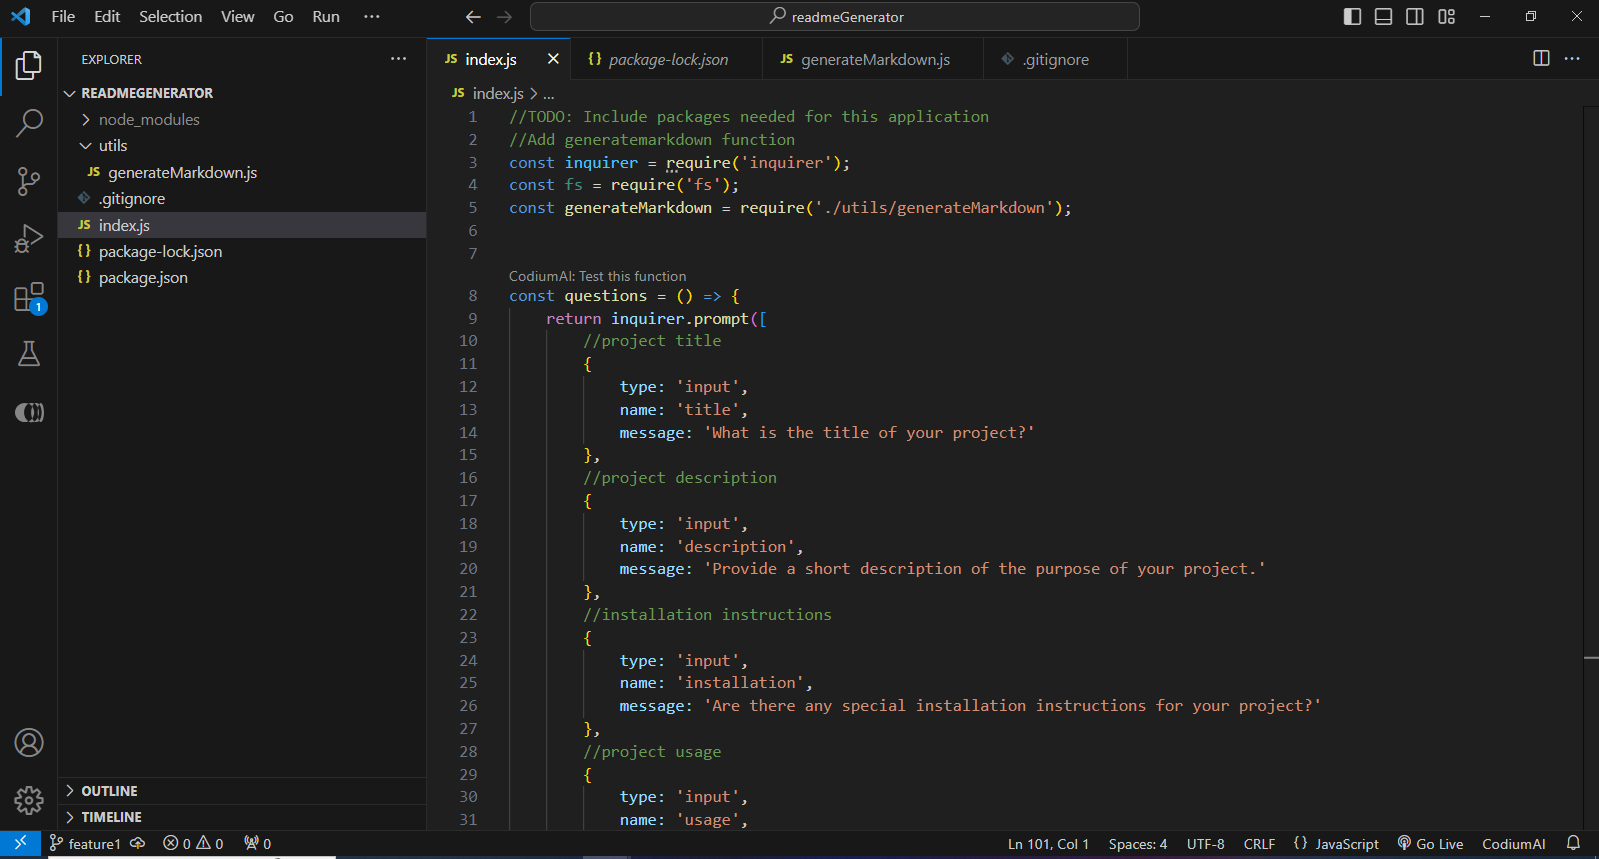 File Edit Selection View Go Run ···
readmeGenerator
EXPLORER
READMEGENERATOR
node_modules
utils
JS generateMarkdown.js
.gitignore
JS index.js
{} package-lock.json
{} package.json
OUTLINE
TIMELINE
JS index.js
{} package-lock.json
JS generateMarkdown.js
.gitignore
JS index.js > ...
1 //TODO: Include packages needed for this application
2 //Add generatemarkdown function
3 const inquirer = require('inquirer');
4 const fs = require('fs');
5 const generateMarkdown = require('./utils/generateMarkdown');
6
7
CodiumAI: Test this function
8 const questions = () => {
9 return inquirer.prompt([
10 //project title
11 {
12 type: 'input',
13 name: 'title',
14 message: 'What is the title of your project?'
15 },
16 //project description
17 {
18 type: 'input',
19 name: 'description',
20 message: 'Provide a short description of the purpose of your project.'
21 },
22 //installation instructions
23 {
24 type: 'input',
25 name: 'installation',
26 message: 'Are there any special installation instructions for your project?'
27 },
28 //project usage
29 {
30 type: 'input',
31 name: 'usage',
1
feature1 0 0 0 Ln 101, Col 1 Spaces: 4 UTF-8 CRLF {} JavaScript Go Live CodiumAI